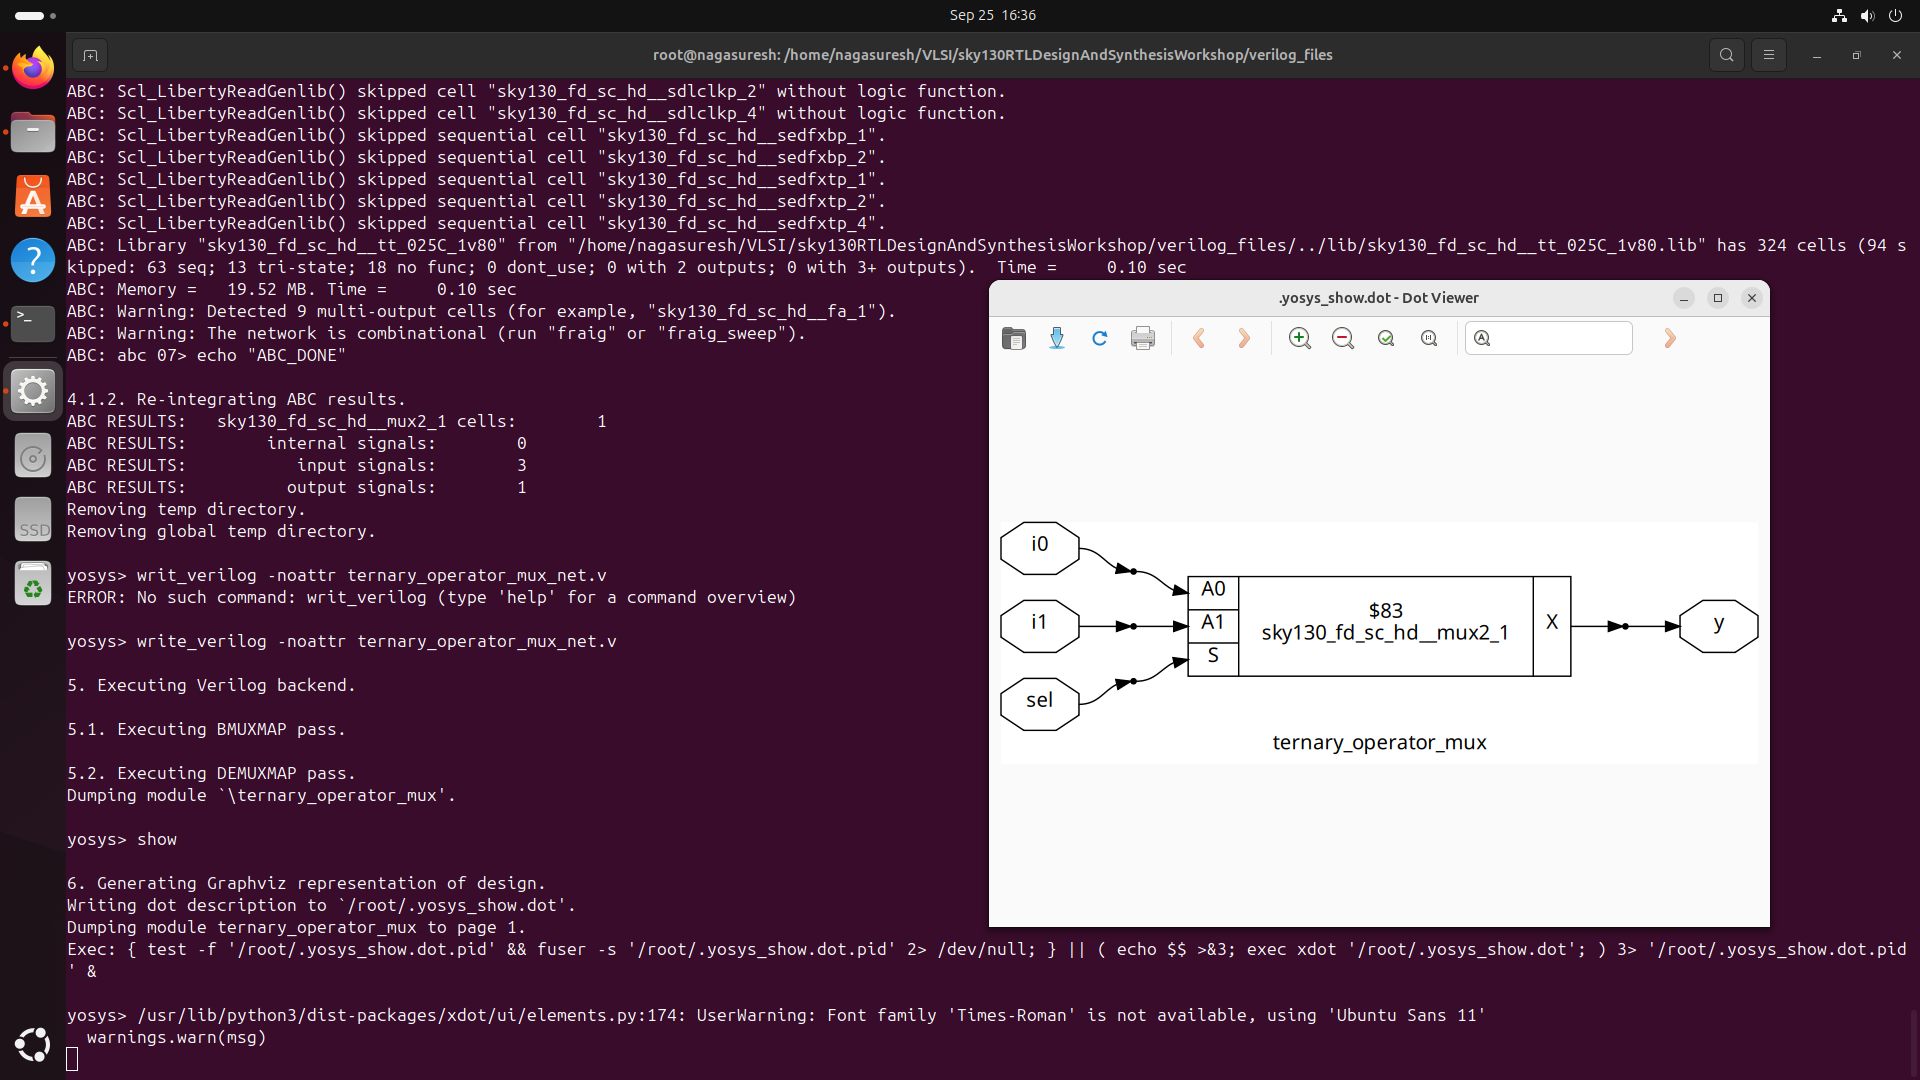 Sep 25 16:36
root@nagasuresh: /home/nagasuresh/VLSI/sky130RTLDesignAndSynthesisWorkshop/verilog_files
ABC: Scl_LibertyReadGenlib() skipped cell "sky130_fd_sc_hd__sdlclkp_2" without logic function.
ABC: Scl_LibertyReadGenlib() skipped cell "sky130_fd_sc_hd__sdlclkp_4" without logic function.
ABC: Scl_LibertyReadGenlib() skipped sequential cell "sky130_fd_sc_hd__sedfxbp_1".
ABC: Scl_LibertyReadGenlib() skipped sequential cell "sky130_fd_sc_hd__sedfxbp_2".
ABC: Scl_LibertyReadGenlib() skipped sequential cell "sky130_fd_sc_hd__sedfxtp_1".
ABC: Scl_LibertyReadGenlib() skipped sequential cell "sky130_fd_sc_hd__sedfxtp_2".
ABC: Scl_LibertyReadGenlib() skipped sequential cell "sky130_fd_sc_hd__sedfxtp_4".
ABC: Library "sky130_fd_sc_hd__tt_025C_1v80" from "/home/nagasuresh/VLSI/sky130RTLDesignAndSynthesisWorkshop/verilog_files/../lib/sky130_fd_sc_hd__tt_025C_1v80.lib" has 324 cells (94 s
kipped: 63 seq; 13 tri-state; 18 no func; 0 dont_use; 0 with 2 outputs; 0 with 3+ outputs).  Time =     0.10 sec
ABC: Memory =   19.52 MB. Time =     0.10 sec
ABC: Warning: Detected 9 multi-output cells (for example, "sky130_fd_sc_hd__fa_1").
ABC: Warning: The network is combinational (run "fraig" or "fraig_sweep").
ABC: abc 07> echo "ABC_DONE"
4.1.2. Re-integrating ABC results.
ABC RESULTS:   sky130_fd_sc_hd__mux2_1 cells:        1
ABC RESULTS:        internal signals:        0
ABC RESULTS:           input signals:        3
ABC RESULTS:          output signals:        1
Removing temp directory.
Removing global temp directory.
yosys> writ_verilog -noattr ternary_operator_mux_net.v
ERROR: No such command: writ_verilog (type 'help' for a command overview)
yosys> write_verilog -noattr ternary_operator_mux_net.v
5. Executing Verilog backend.
5.1. Executing BMUXMAP pass.
5.2. Executing DEMUXMAP pass.
Dumping module `\ternary_operator_mux'.
yosys> show
6. Generating Graphviz representation of design.
Writing dot description to `/root/.yosys_show.dot'.
Dumping module ternary_operator_mux to page 1.
Exec: { test -f '/root/.yosys_show.dot.pid' && fuser -s '/root/.yosys_show.dot.pid' 2> /dev/null; } || ( echo $$ >&3; exec xdot '/root/.yosys_show.dot'; ) 3> '/root/.yosys_show.dot.pid
' &
yosys> /usr/lib/python3/dist-packages/xdot/ui/elements.py:174: UserWarning: Font family 'Times-Roman' is not available, using 'Ubuntu Sans 11'
warnings.warn(msg)
.yosys_show.dot - Dot Viewer
i0
i1
sel
A0
A1
S
$83
sky130_fd_sc_hd__mux2_1
X
y
ternary_operator_mux
SSD